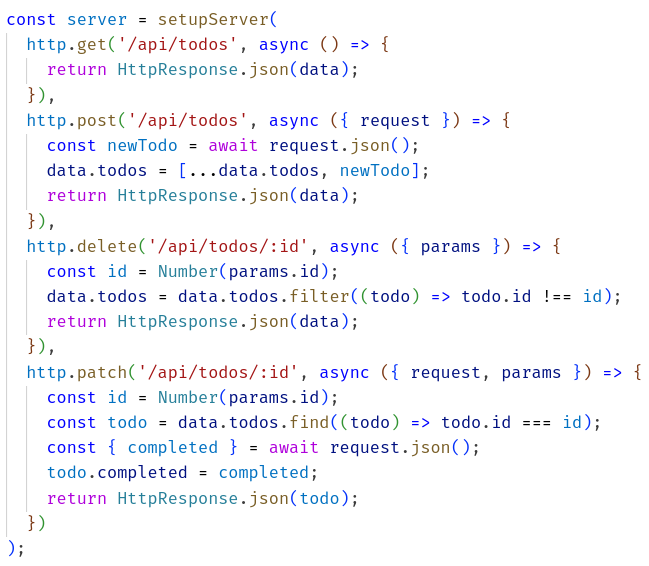 const server = setupServer(
  http.get('/api/todos', async () => {
    return HttpResponse.json(data);
  }),
  http.post('/api/todos', async ({ request }) => {
    const newTodo = await request.json();
    data.todos = [...data.todos, newTodo];
    return HttpResponse.json(data);
  }),
  http.delete('/api/todos/:id', async ({ params }) => {
    const id = Number(params.id);
    data.todos = data.todos.filter((todo) => todo.id !== id);
    return HttpResponse.json(data);
  }),
  http.patch('/api/todos/:id', async ({ request, params }) => {
    const id = Number(params.id);
    const todo = data.todos.find((todo) => todo.id === id);
    const { completed } = await request.json();
    todo.completed = completed;
    return HttpResponse.json(todo);
  })
);